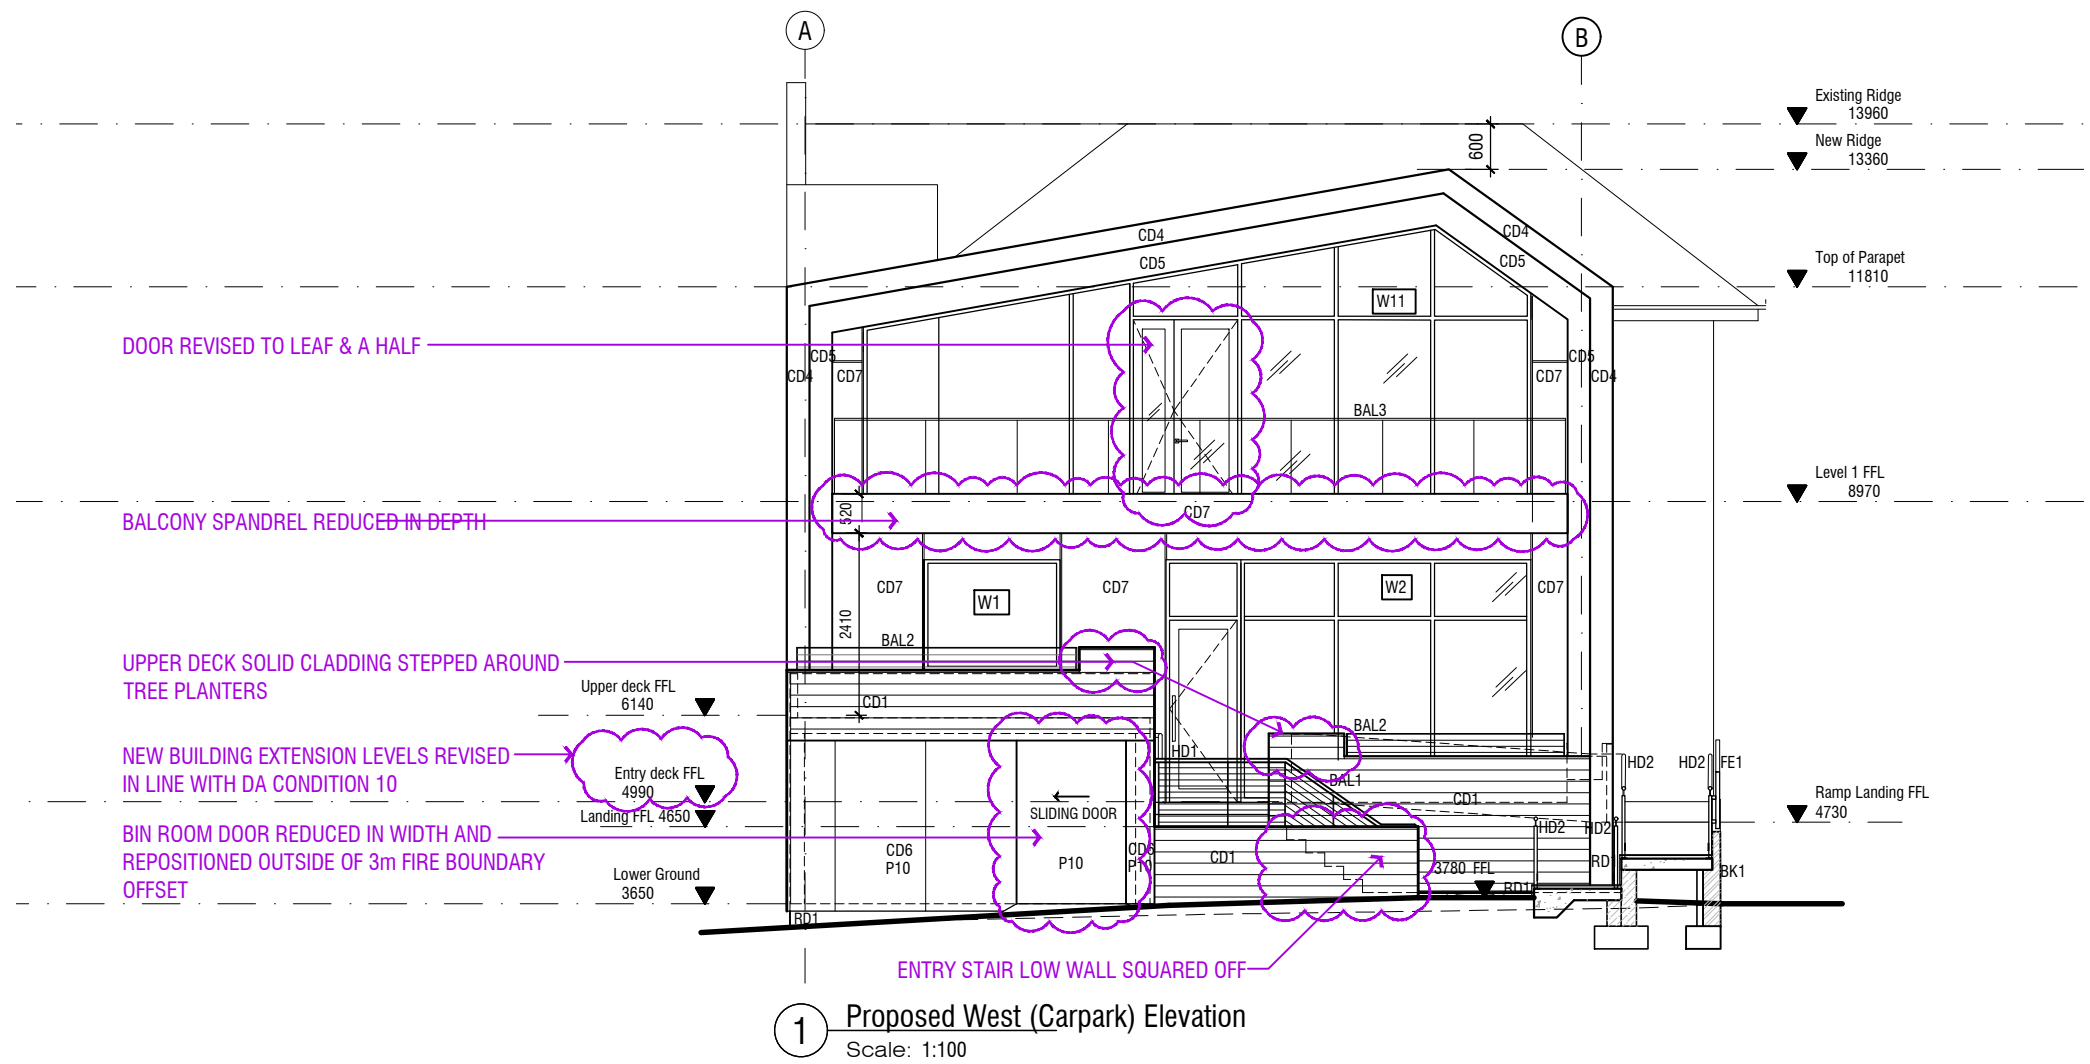 A
B
Existing Ridge
13960
600
New Ridge
13360
CD4
CD4
CD5
CD5
Top of Parapet
11810
W11
DOOR REVISED TO LEAF & A HALF
CD5
CD4
CD7
CD5
CD7
CD4
BAL3
Level 1 FFL
8970
BALCONY SPANDREL REDUCED IN DEPTH
520
CD7
CD7
W1
CD7
W2
CD7
2410
BAL2
UPPER DECK SOLID CLADDING STEPPED AROUND
TREE PLANTERS
Upper deck FFL
6140
CD1
BAL2
NEW BUILDING EXTENSION LEVELS REVISED
IN LINE WITH DA CONDITION 10
Entry deck FFL
4990
HD1
BAL1
HD2
HD2
FE1
CD1
Ramp Landing FFL
4730
Landing FFL 4650
SLIDING DOOR
BIN ROOM DOOR REDUCED IN WIDTH AND
REPOSITIONED OUTSIDE OF 3m FIRE BOUNDARY
OFFSET
HD2
HD2
CD6
P10
P10
CD6
P10
CD1
RD1
3780 FFL
BK1
Lower Ground
3650
RD1
RD1
ENTRY STAIR LOW WALL SQUARED OFF
1
Proposed West (Carpark) Elevation
Scale: 1:100